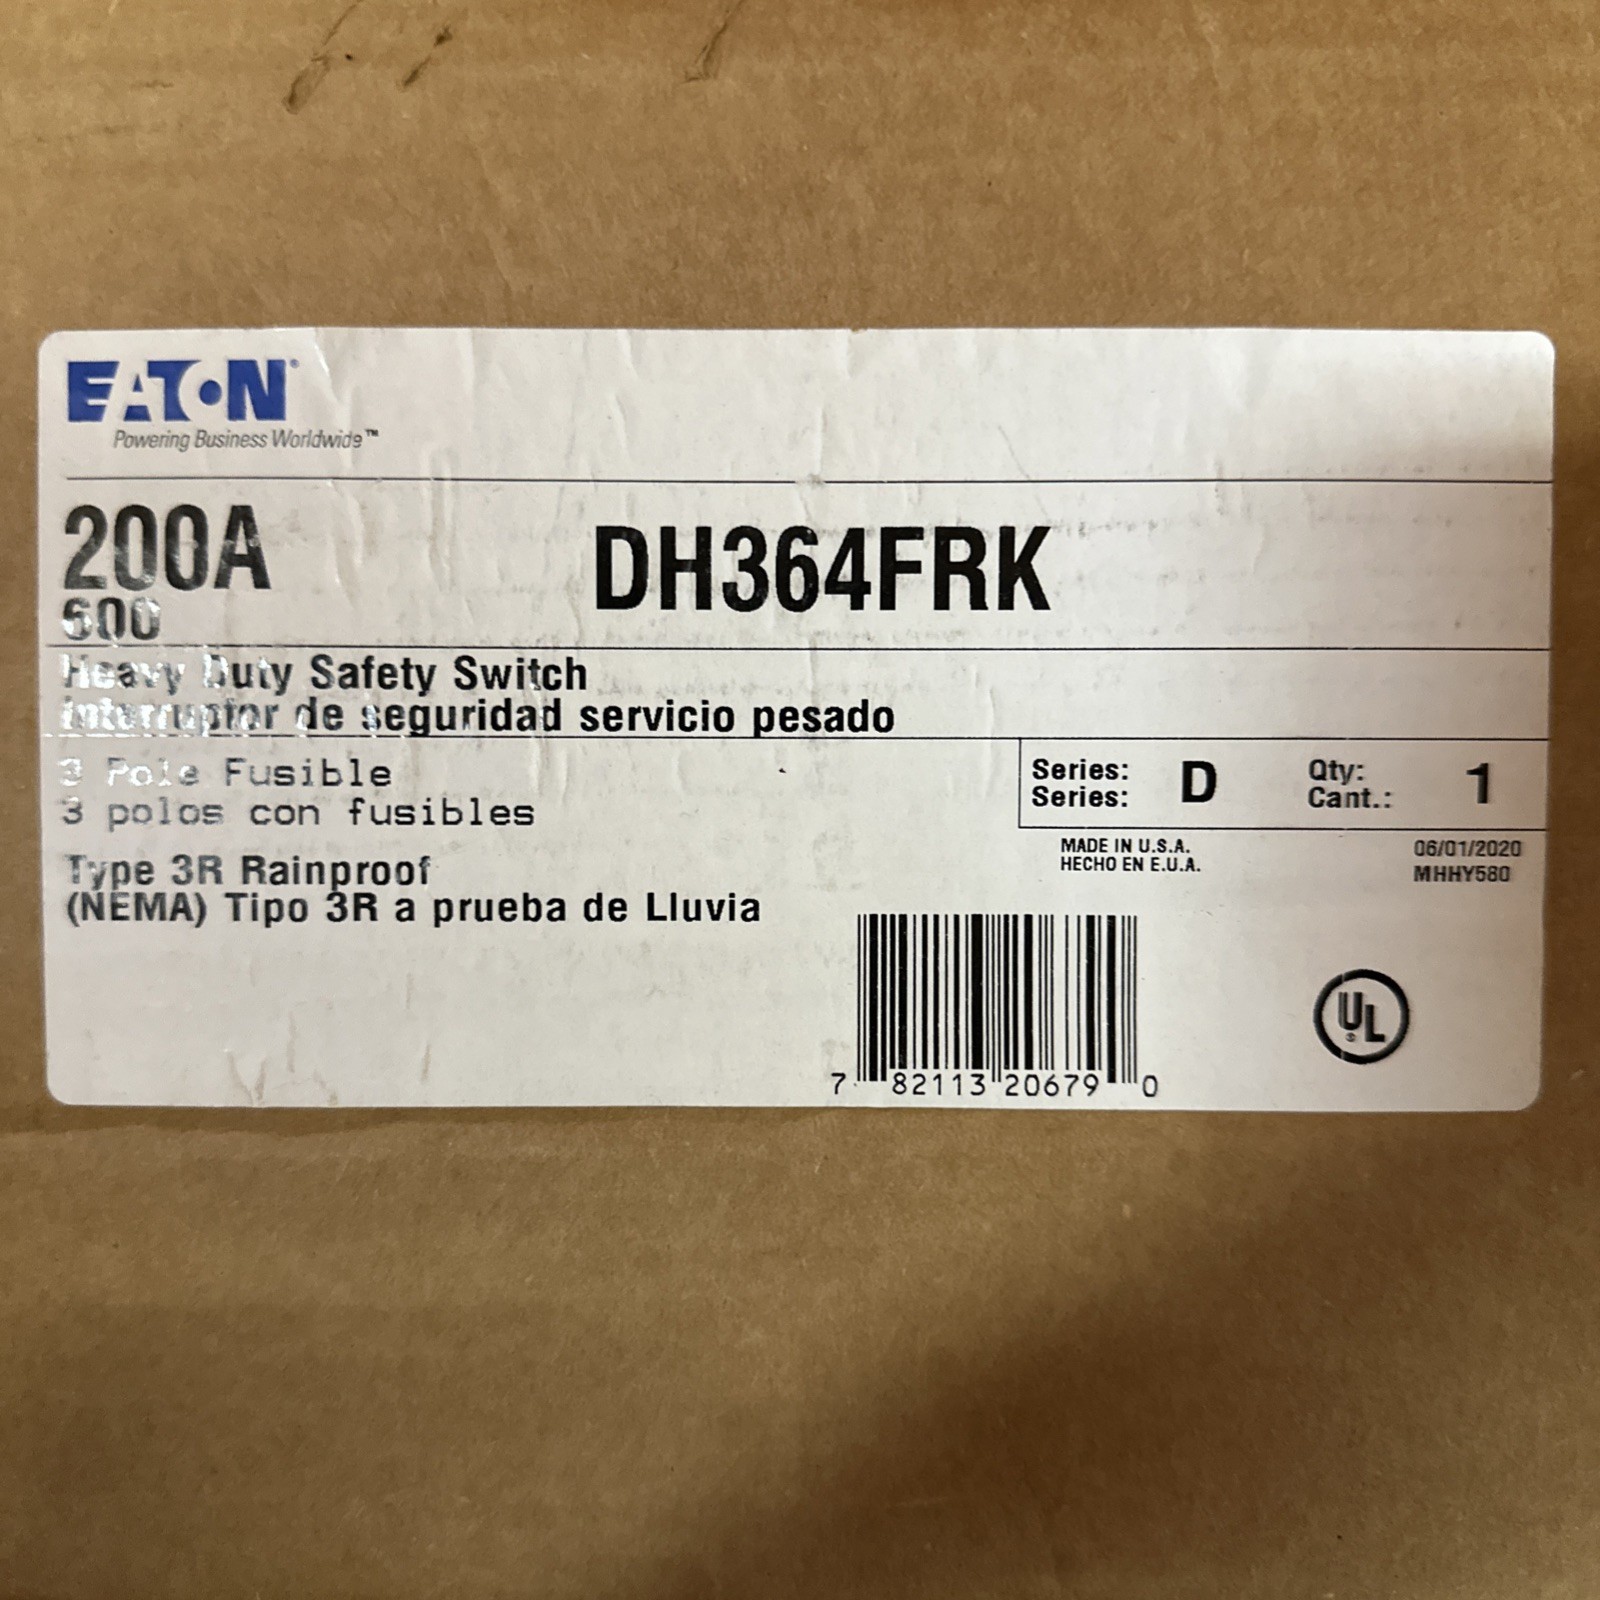 EATON®
Powering Business Worldwide™
200A
DH364FRK
600
Heavy Duty Safety Switch
interruptor de seguridad servicio pesado
3 Pole Fusible
3 polos con fusibles
Series: D Qty: 1
Series: Cant.:
MADE IN U.S.A.
HECHO EN E.U.A.
06/01/2020
MHHY580
Type 3R Rainproof
(NEMA) Tipo 3R a prueba de Lluvia
7 82113 20679 0
UL